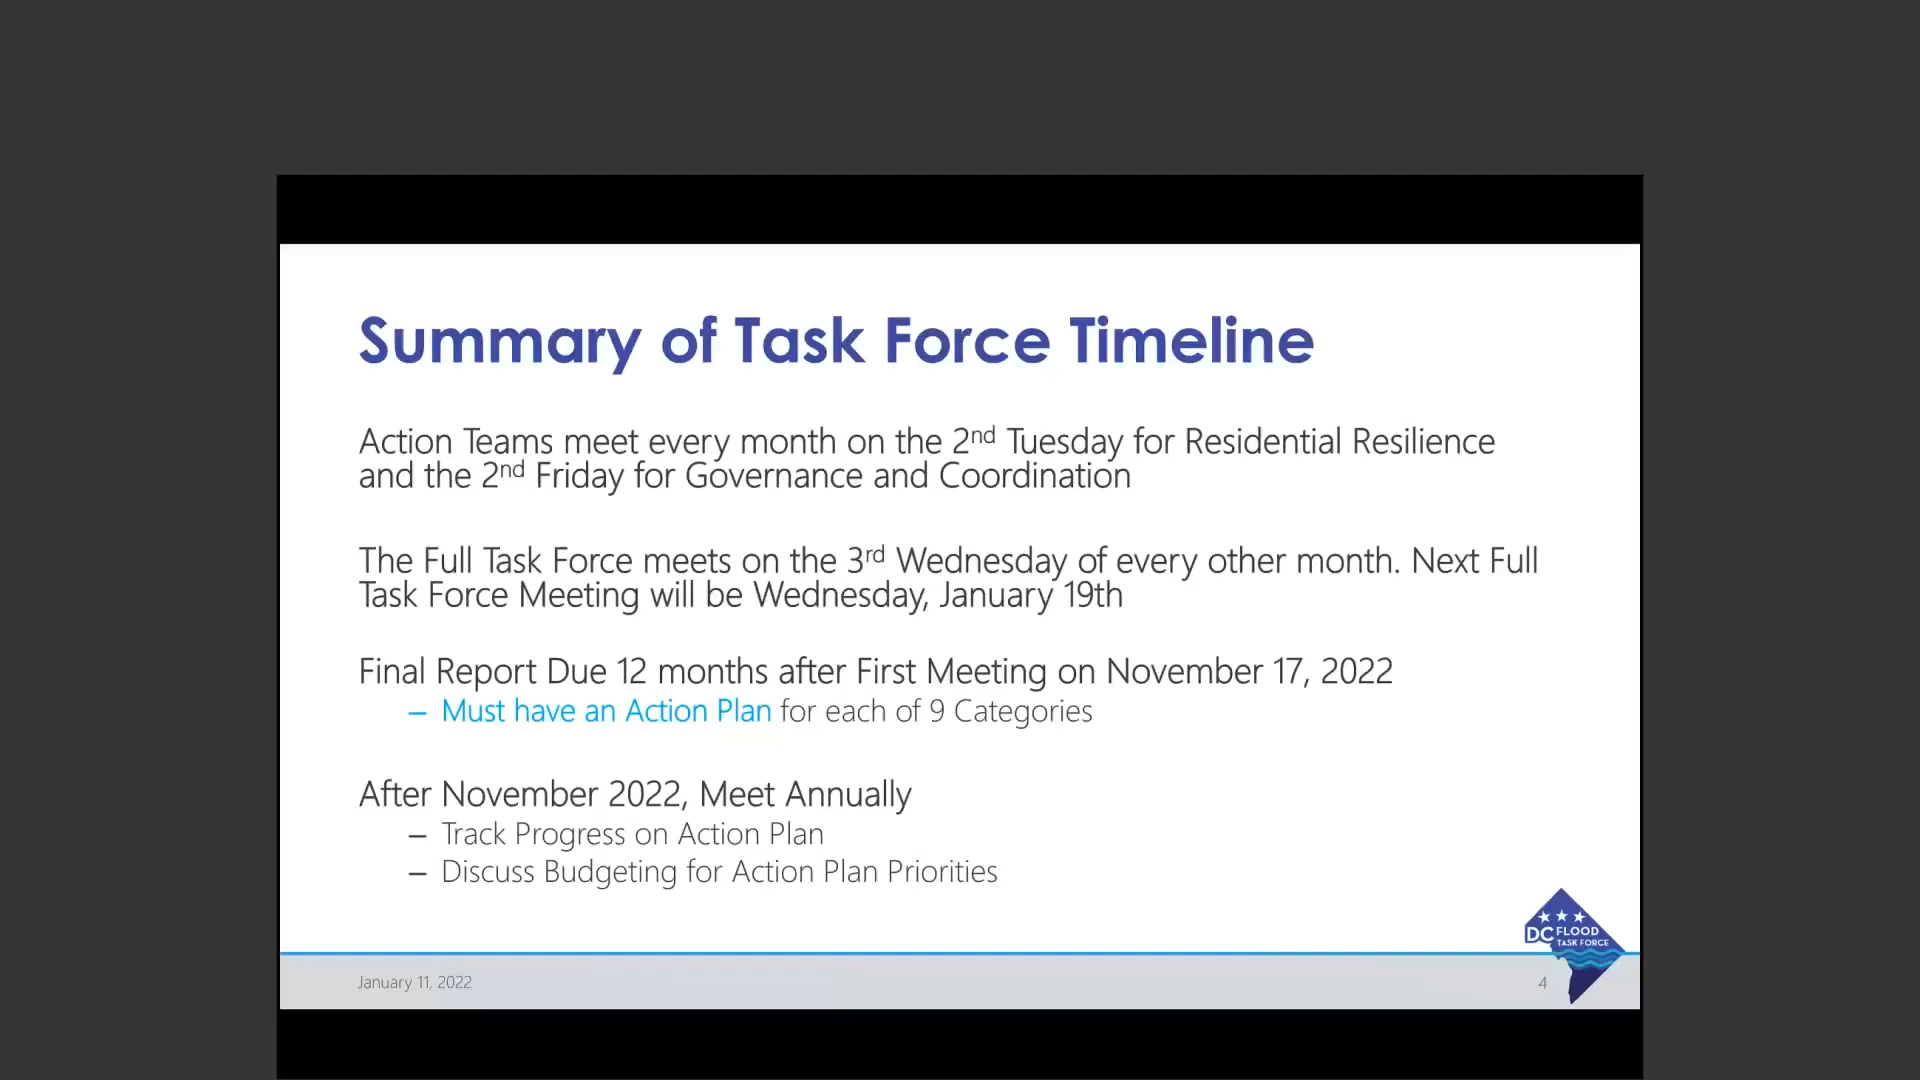 Summary of Task Force Timeline
Action Teams meet every month on the 2nd Tuesday for Residential Resilience
and the 2nd Friday for Governance and Coordination
The Full Task Force meets on the 3rd Wednesday of every other month. Next Full
Task Force Meeting will be Wednesday, January 19th
Final Report Due 12 months after First Meeting on November 17, 2022
– Must have an Action Plan for each of 9 Categories
After November 2022, Meet Annually
– Track Progress on Action Plan
– Discuss Budgeting for Action Plan Priorities
DC FLOOD
TASK FORCE
January 11, 2022
4